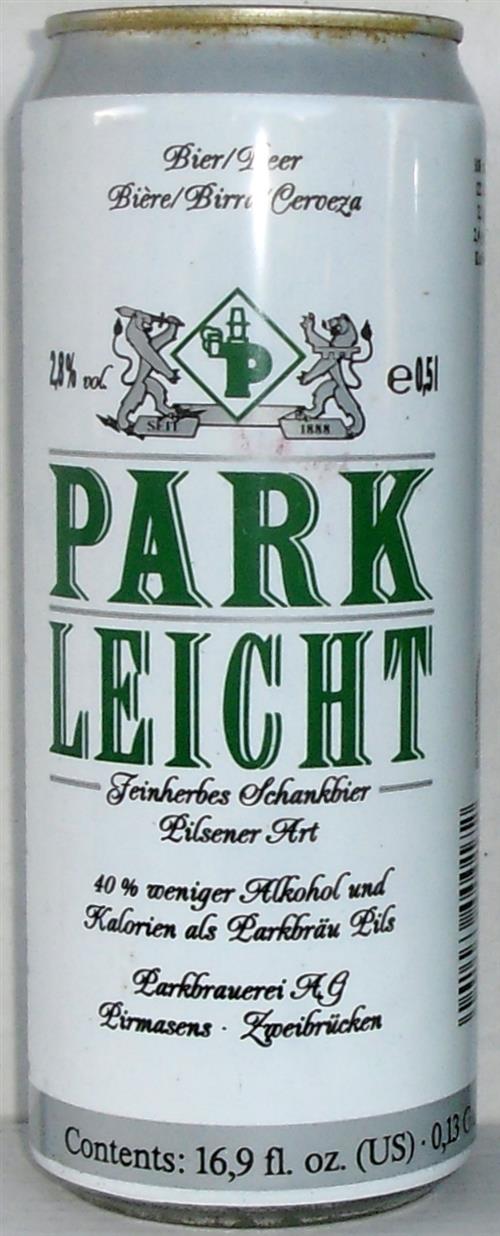 Bier/Beer
Bière/Birra/Cerveza
P
2,8% vol.
e 0,5l
SEIT 1888
PARK
LEICHT
Feinherbes Schankbier
Pilsener Art
40 % weniger Alkohol und
Kalorien als Parkbräu Pils
Parkbrauerei AG
Pirmasens · Zweibrücken
Contents: 16,9 fl. oz. (US) · 0,13